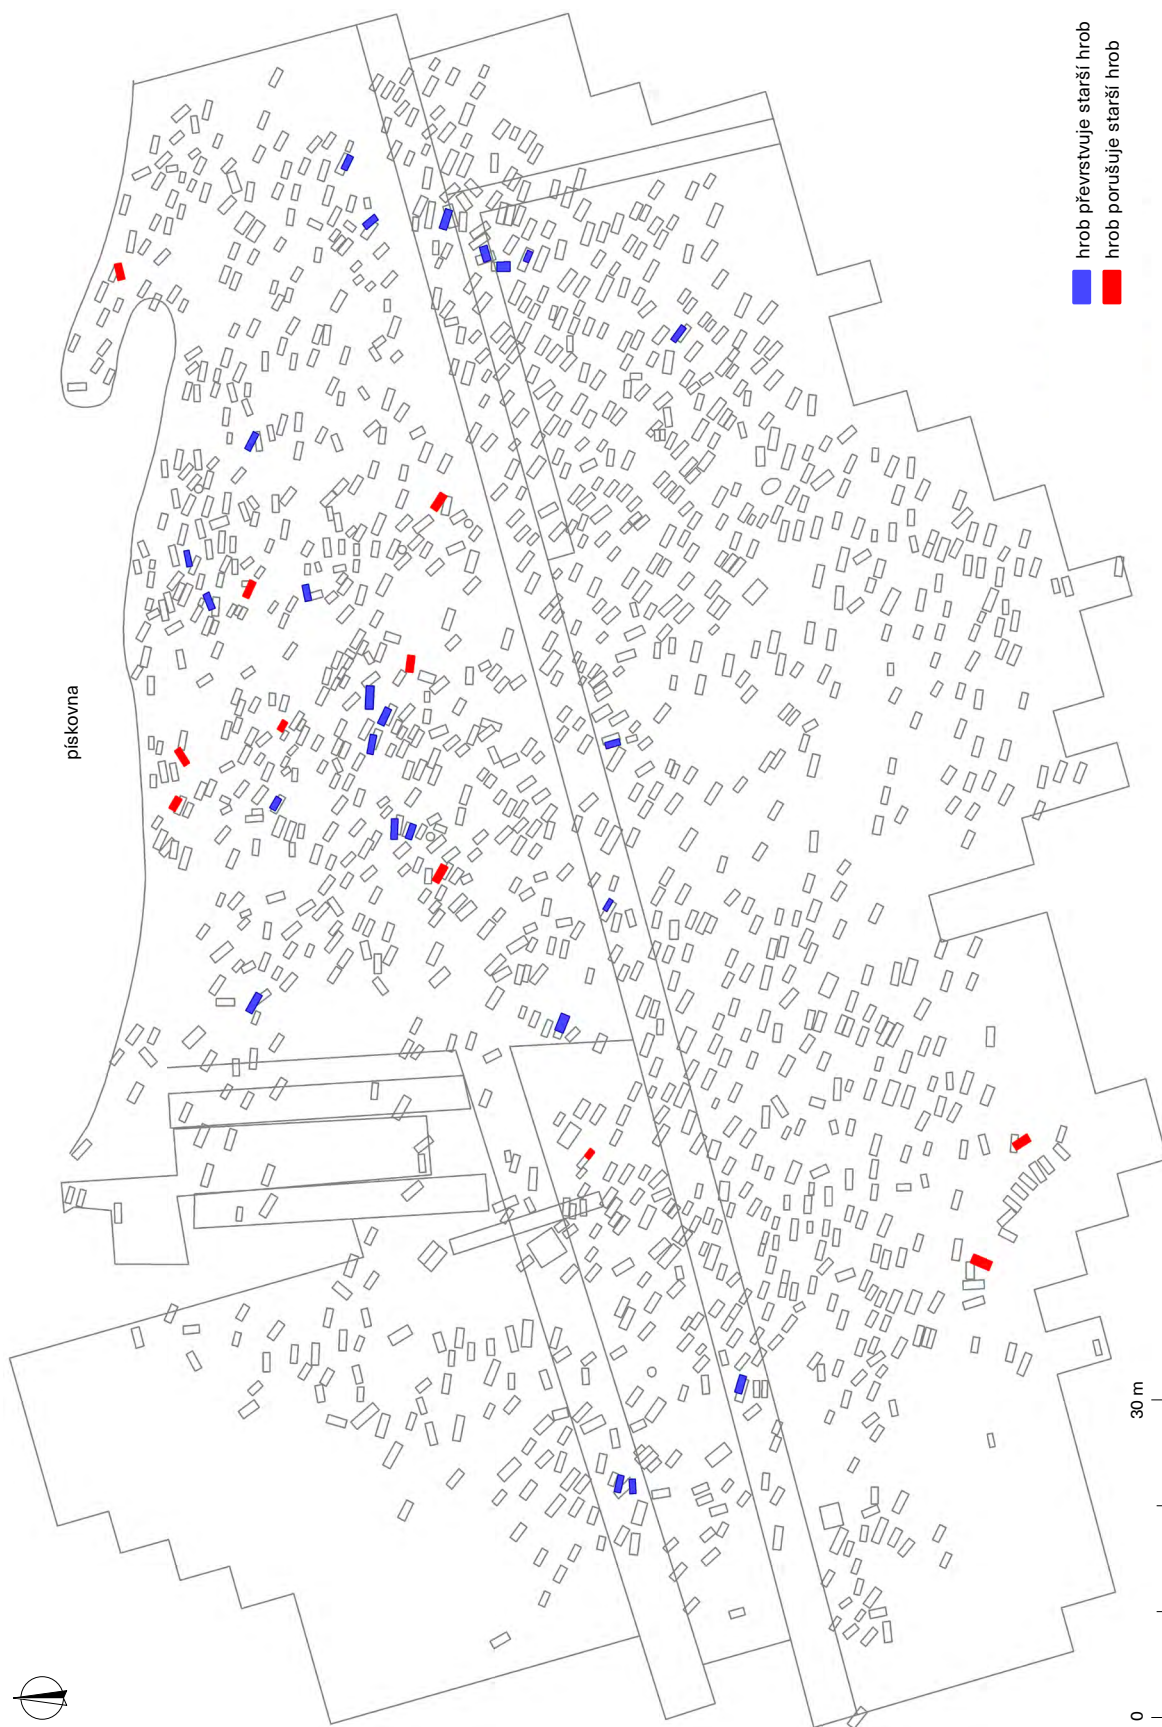 pískovna
hrob převrstvuje starší hrob
hrob porušuje starší hrob
0
30 m